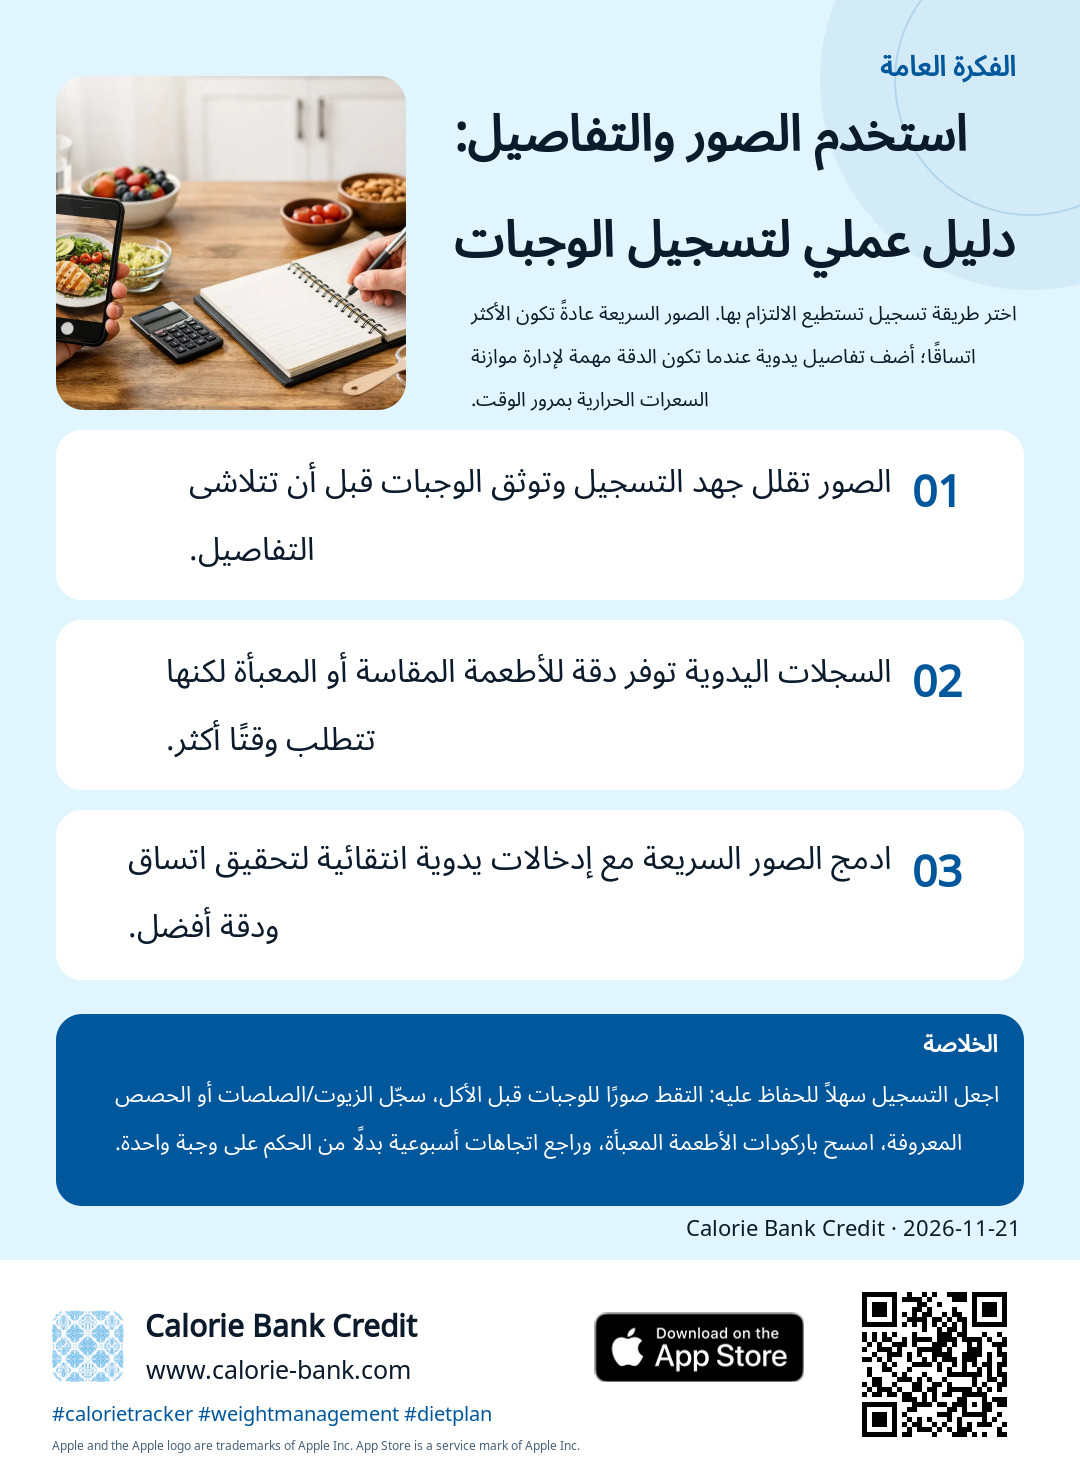 الفكرة العامة
استخدم الصور والتفاصيل:
دليل عملي لتسجيل الوجبات
اختر طريقة تسجيل تستطيع الالتزام بها. الصور السريعة عادةً تكون الأكثر
اتساقًا؛ أضف تفاصيل يدوية عندما تكون الدقة مهمة لإدارة موازنة
السعرات الحرارية بمرور الوقت.
01 الصور تقلل جهد التسجيل وتوثق الوجبات قبل أن تتلاشى
التفاصيل.
02 السجلات اليدوية توفر دقة للأطعمة المقاسة أو المعبأة لكنها
تتطلب وقتًا أكثر.
03 ادمج الصور السريعة مع إدخالات يدوية انتقائية لتحقيق اتساق
ودقة أفضل.
الخلاصة
اجعل التسجيل سهلاً للحفاظ عليه: التقط صورًا للوجبات قبل الأكل، سجّل الزيوت/الصلصات أو الحصص
المعروفة، امسح باركودات الأطعمة المعبأة، وراجع اتجاهات أسبوعية بدلًا من الحكم على وجبة واحدة.
Calorie Bank Credit · 2026-11-21
Calorie Bank Credit
www.calorie-bank.com
Download on the
App Store
#calorietracker #weightmanagement #dietplan
Apple and the Apple logo are trademarks of Apple Inc. App Store is a service mark of Apple Inc.